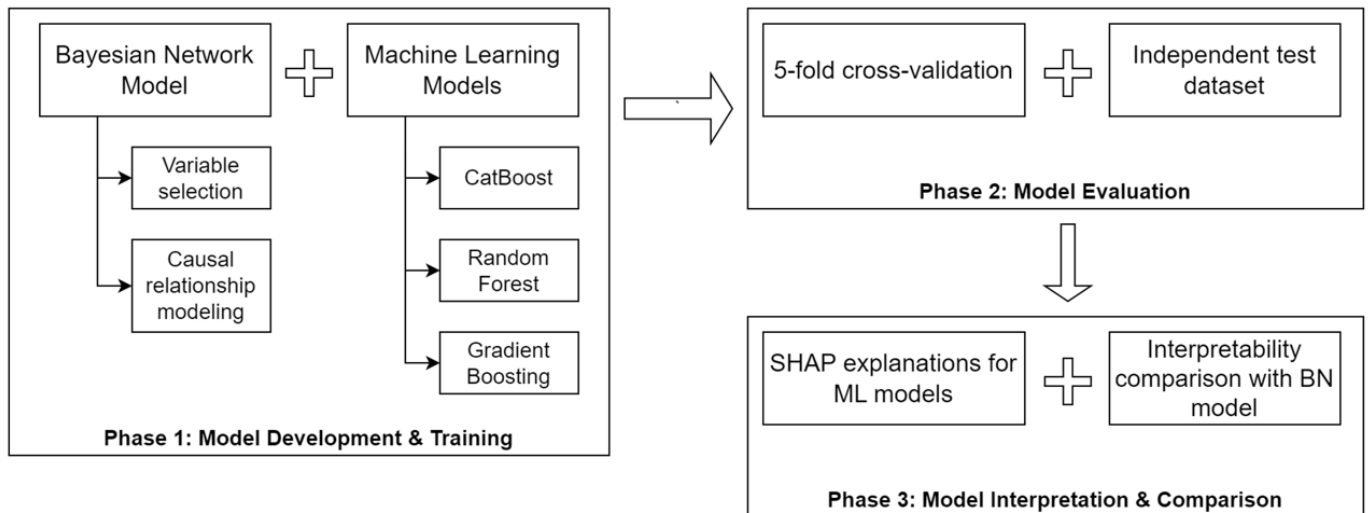 Bayesian Network
Model
Machine Learning
Models
Variable
selection
Causal
relationship
modeling
CatBoost
Random
Forest
Gradient
Boosting
Phase 1: Model Development & Training
5-fold cross-validation
Independent test
dataset
Phase 2: Model Evaluation
SHAP explanations for
ML models
Interpretability
comparison with BN
model
Phase 3: Model Interpretation & Comparison